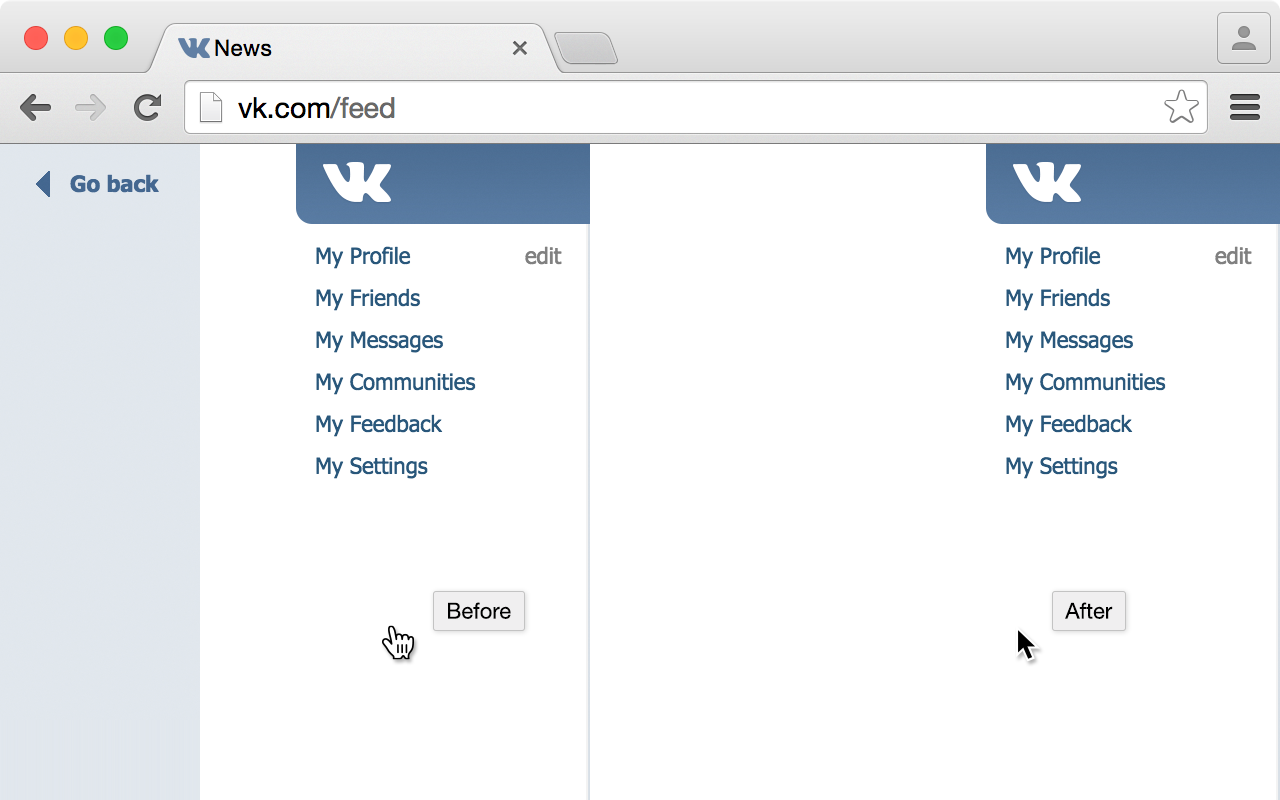 News
vk.com/feed
Go back
My Profile edit
My Friends
My Messages
My Communities
My Feedback
My Settings
Before
My Profile edit
My Friends
My Messages
My Communities
My Feedback
My Settings
After